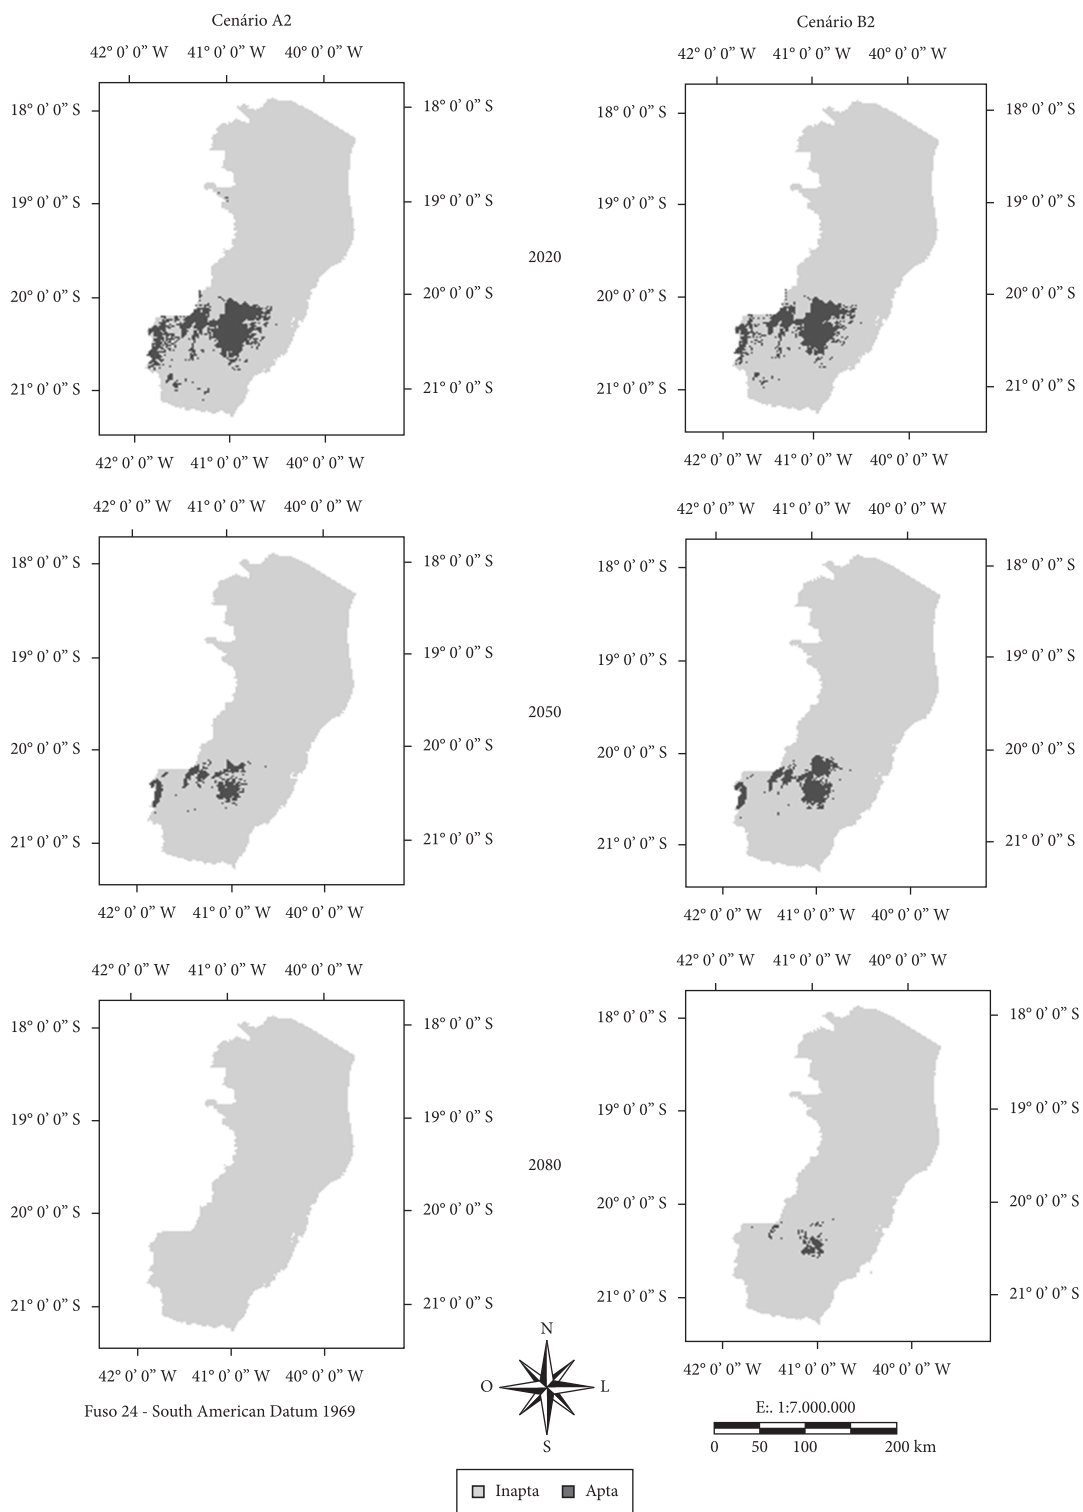 Cenário A2
Cenário B2
42° 0’ 0” W 41° 0’ 0” W 40° 0’ 0” W
42° 0’ 0” W 41° 0’ 0” W 40° 0’ 0” W
18° 0’ 0” S
18° 0’ 0” S
18° 0’ 0” S
18° 0’ 0” S
19° 0’ 0” S
19° 0’ 0” S
19° 0’ 0” S
19° 0’ 0” S
2020
20° 0’ 0” S
20° 0’ 0” S
20° 0’ 0” S
20° 0’ 0” S
21° 0’ 0” S
21° 0’ 0” S
21° 0’ 0” S
21° 0’ 0” S
42° 0’ 0” W 41° 0’ 0” W 40° 0’ 0” W
42° 0’ 0” W 41° 0’ 0” W 40° 0’ 0” W
42° 0’ 0” W 41° 0’ 0” W 40° 0’ 0” W
42° 0’ 0” W 41° 0’ 0” W 40° 0’ 0” W
18° 0’ 0” S
18° 0’ 0” S
18° 0’ 0” S
18° 0’ 0” S
19° 0’ 0” S
19° 0’ 0” S
19° 0’ 0” S
19° 0’ 0” S
2050
20° 0’ 0” S
20° 0’ 0” S
20° 0’ 0” S
20° 0’ 0” S
21° 0’ 0” S
21° 0’ 0” S
21° 0’ 0” S
21° 0’ 0” S
42° 0’ 0” W 41° 0’ 0” W 40° 0’ 0” W
42° 0’ 0” W 41° 0’ 0” W 40° 0’ 0” W
42° 0’ 0” W 41° 0’ 0” W 40° 0’ 0” W
42° 0’ 0” W 41° 0’ 0” W 40° 0’ 0” W
18° 0’ 0” S
18° 0’ 0” S
18° 0’ 0” S
18° 0’ 0” S
19° 0’ 0” S
19° 0’ 0” S
19° 0’ 0” S
19° 0’ 0” S
2080
20° 0’ 0” S
20° 0’ 0” S
20° 0’ 0” S
20° 0’ 0” S
21° 0’ 0” S
21° 0’ 0” S
21° 0’ 0” S
21° 0’ 0” S
42° 0’ 0” W 41° 0’ 0” W 40° 0’ 0” W
42° 0’ 0” W 41° 0’ 0” W 40° 0’ 0” W
N
O
L
S
Fuso 24 - South American Datum 1969
E:. 1:7.000.000
0 50 100 200 km
Inapta Apta